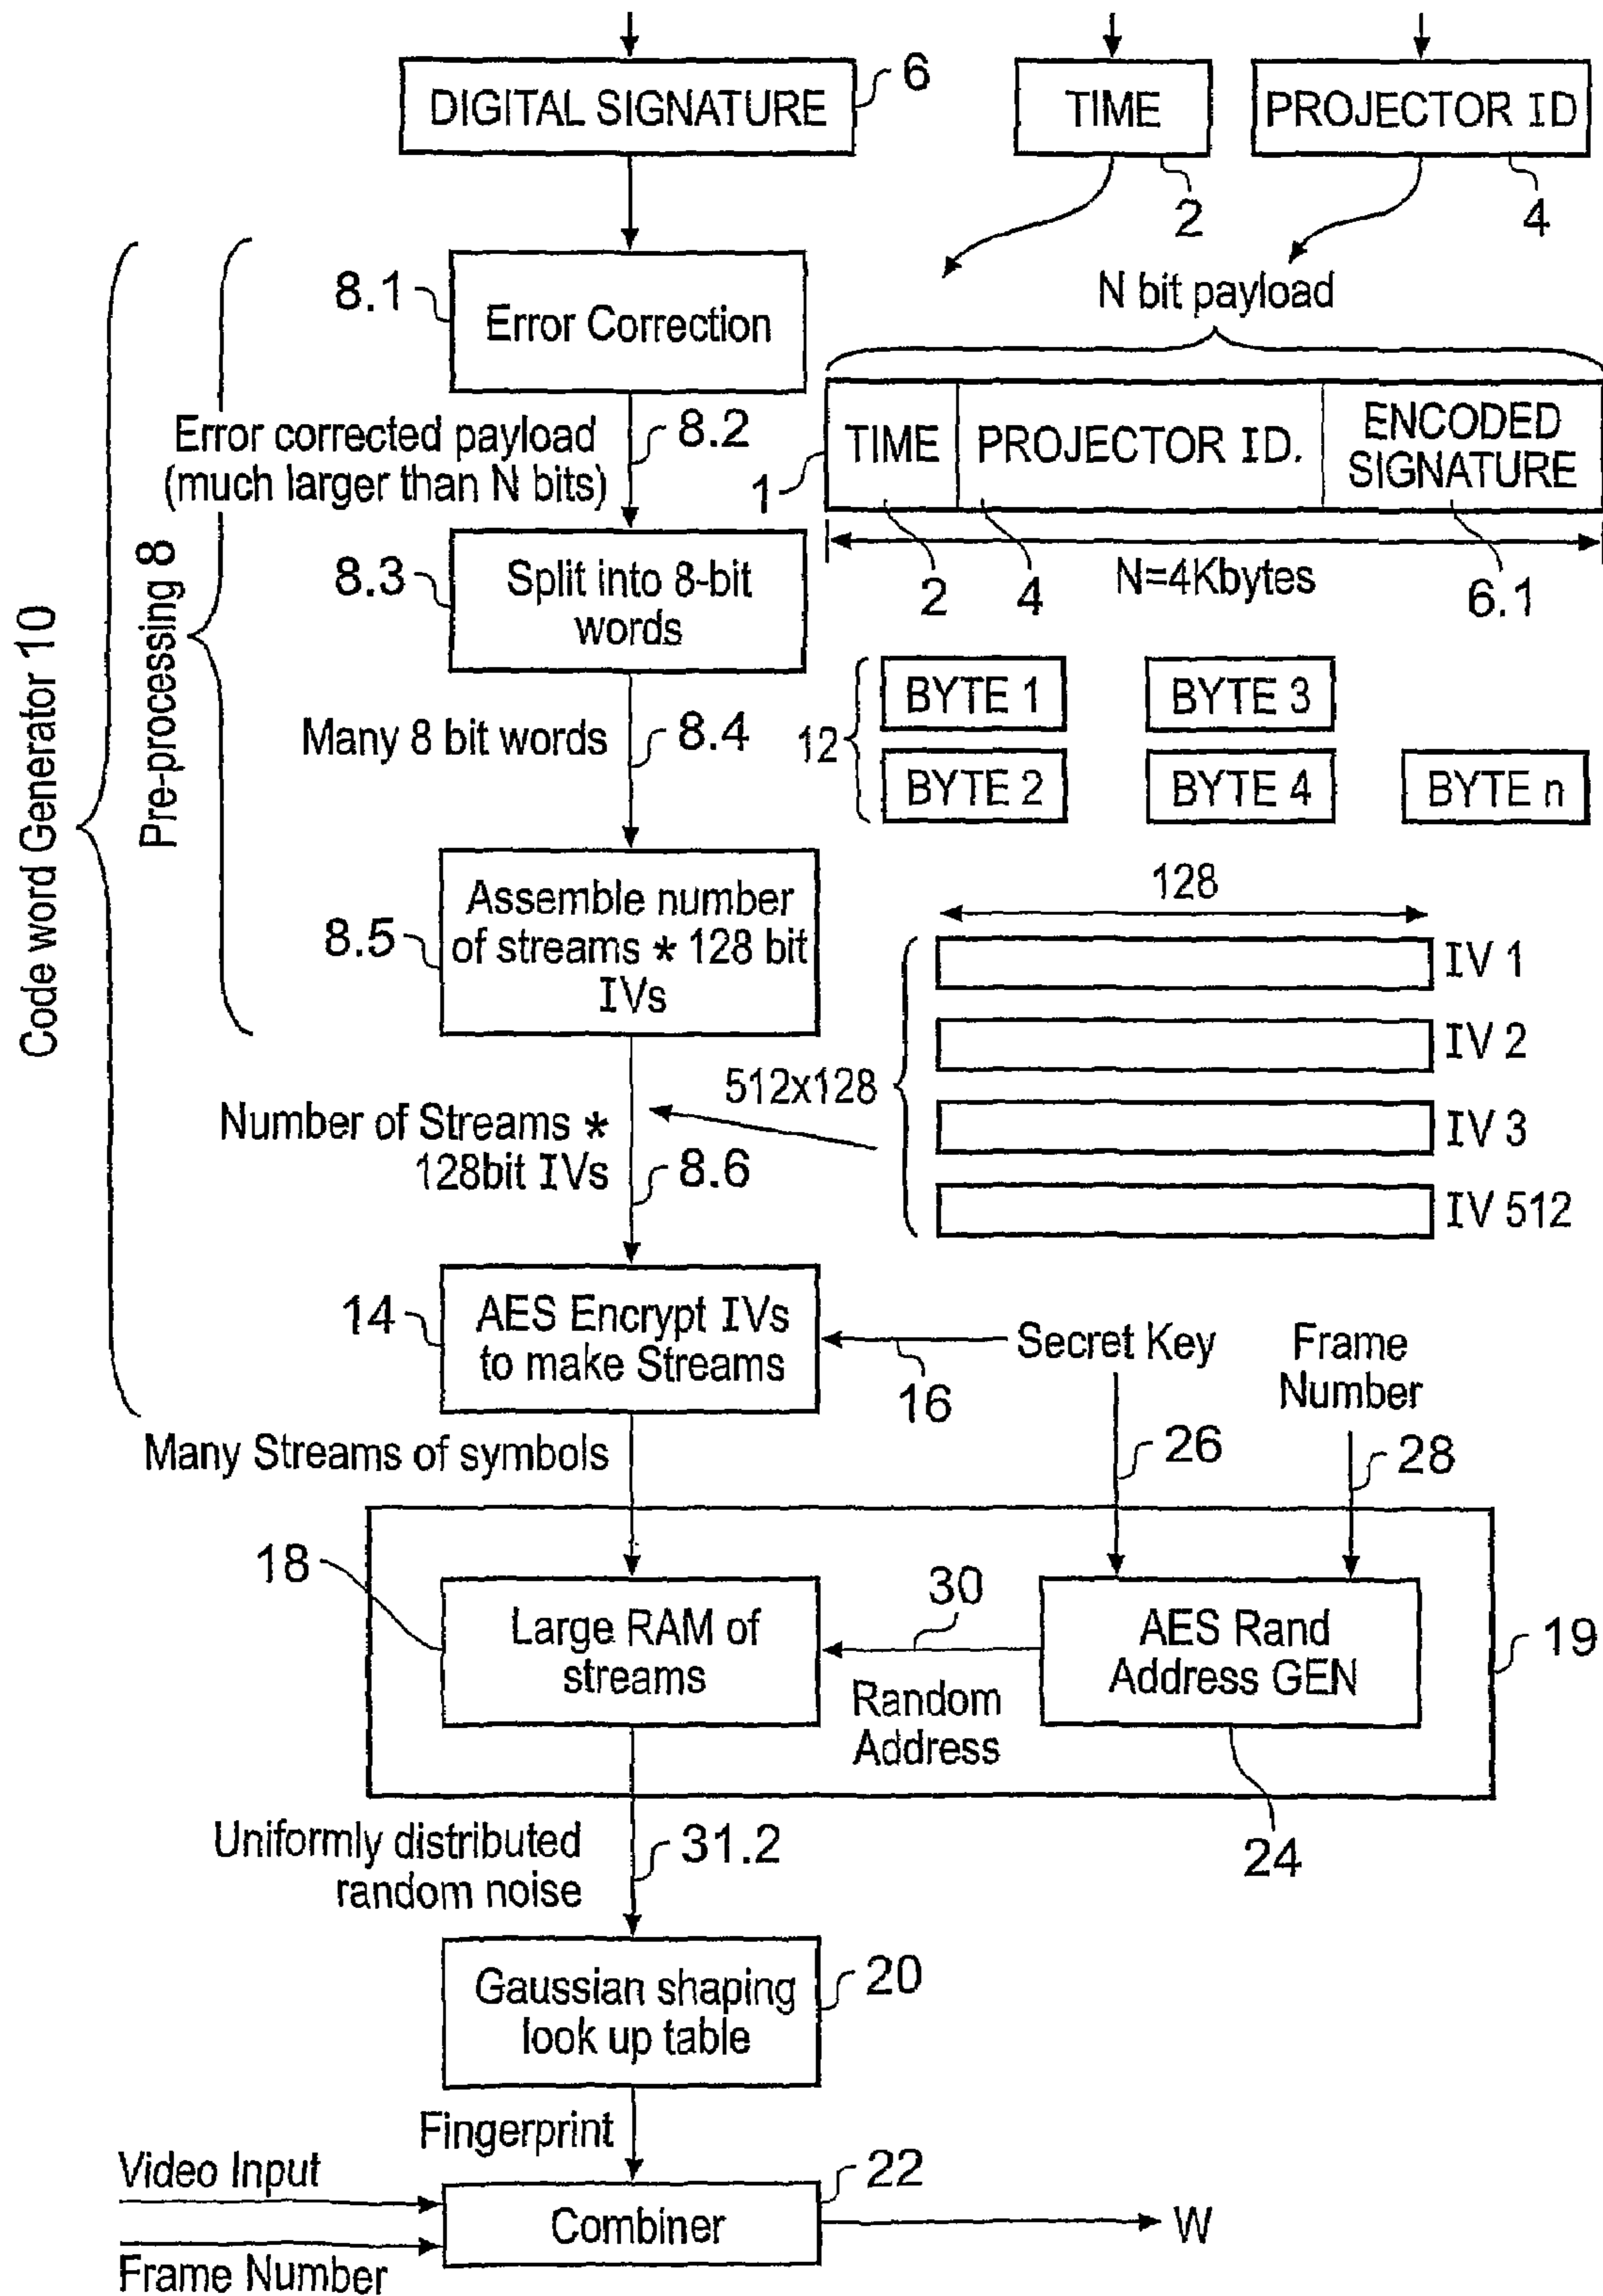 DIGITAL SIGNATURE
6
TIME
2
PROJECTOR ID
4
Code word Generator 10
Pre-processing 8
8.1
Error Correction
N bit payload
Error corrected payload
(much larger than N bits)
8.2
1
TIME
PROJECTOR ID.
ENCODED
SIGNATURE
2
4
N=4Kbytes
6.1
8.3
Split into 8-bit
words
Many 8 bit words
8.4
12
BYTE 1
BYTE 3
BYTE 2
BYTE 4
BYTE n
8.5
Assemble number
of streams * 128 bit
IVs
128
IV 1
IV 2
512x128
IV 3
IV 512
Number of Streams *
128bit IVs
8.6
14
AES Encrypt IVs
to make Streams
16
Secret Key
Frame
Number
26
28
Many Streams of symbols
18
Large RAM of
streams
30
Random
Address
AES Rand
Address GEN
19
24
Uniformly distributed
random noise
31.2
Gaussian shaping
look up table
20
Fingerprint
Video Input
Frame Number
Combiner
22
W